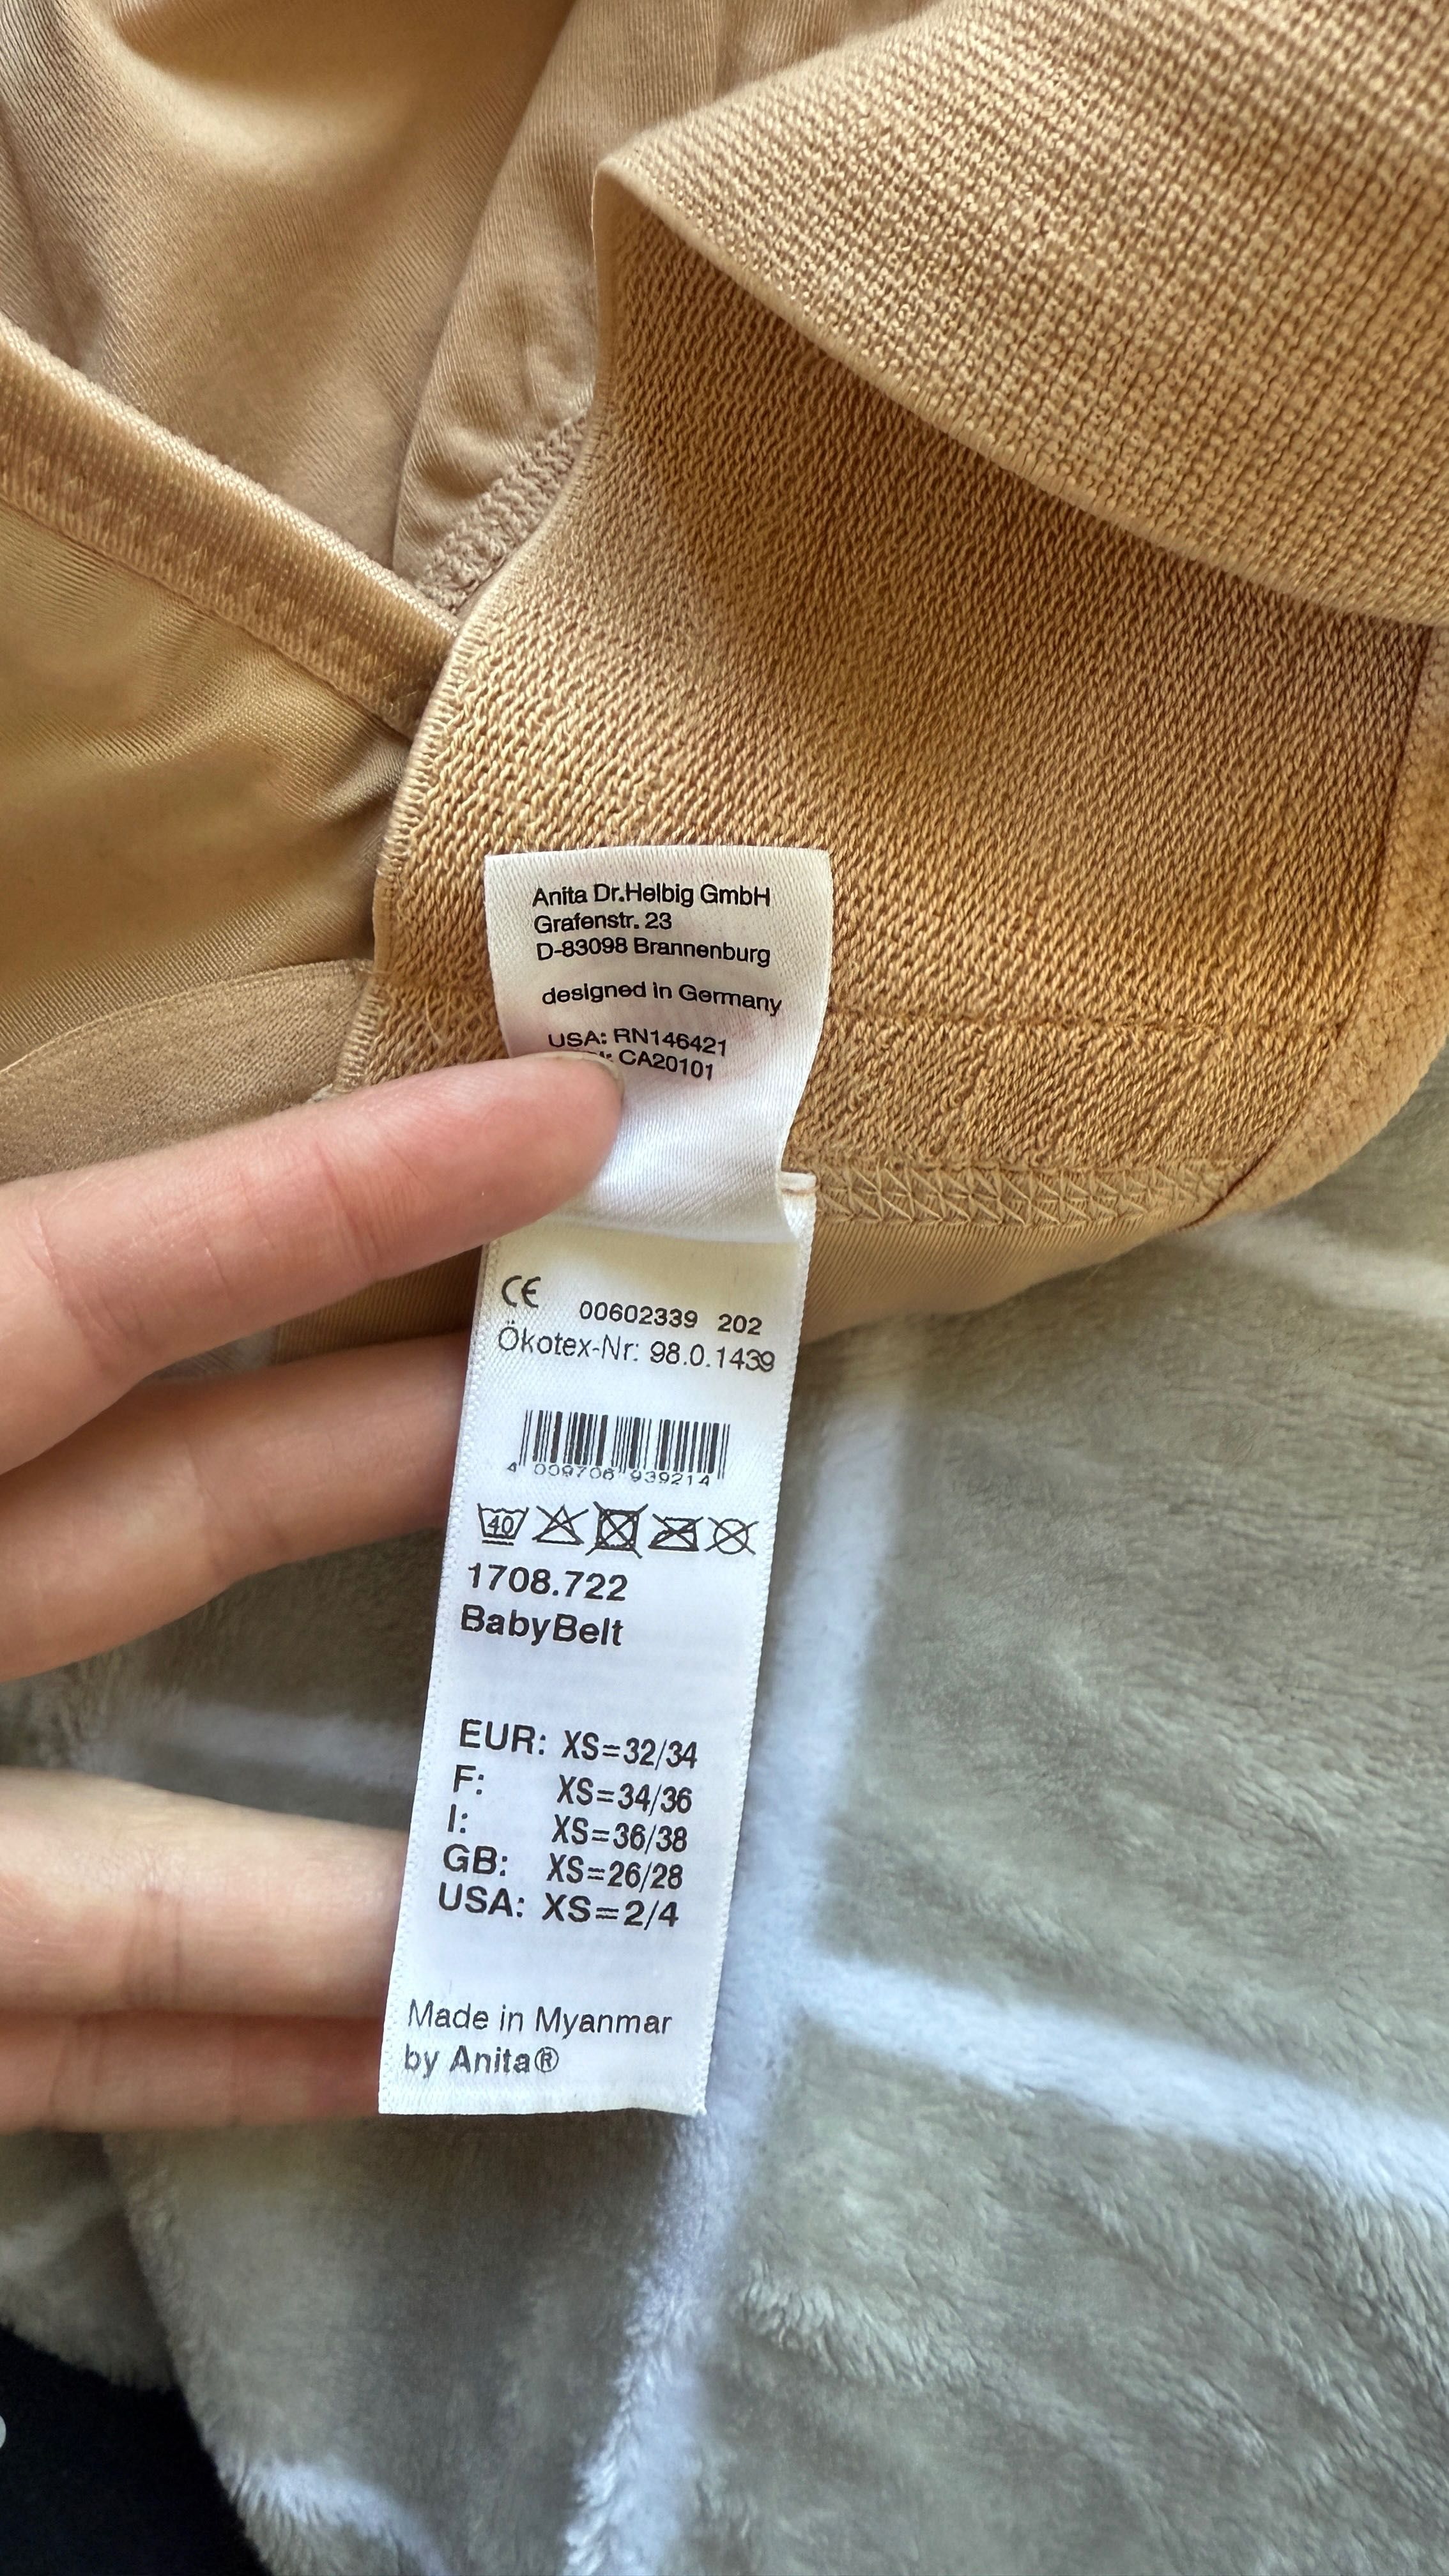 Anita Dr.Helbig GmbH
Grafenstr. 23
D-83098 Brannenburg
designed in Germany
USA: RN146421
CA20101
CE 00602339 202
Ökotex-Nr: 98.0.1439
4 009706 939214
40
1708.722
BabyBelt
EUR: XS=32/34
F: XS=34/36
I: XS=36/38
GB: XS=26/28
USA: XS=2/4
Made in Myanmar
by Anita®